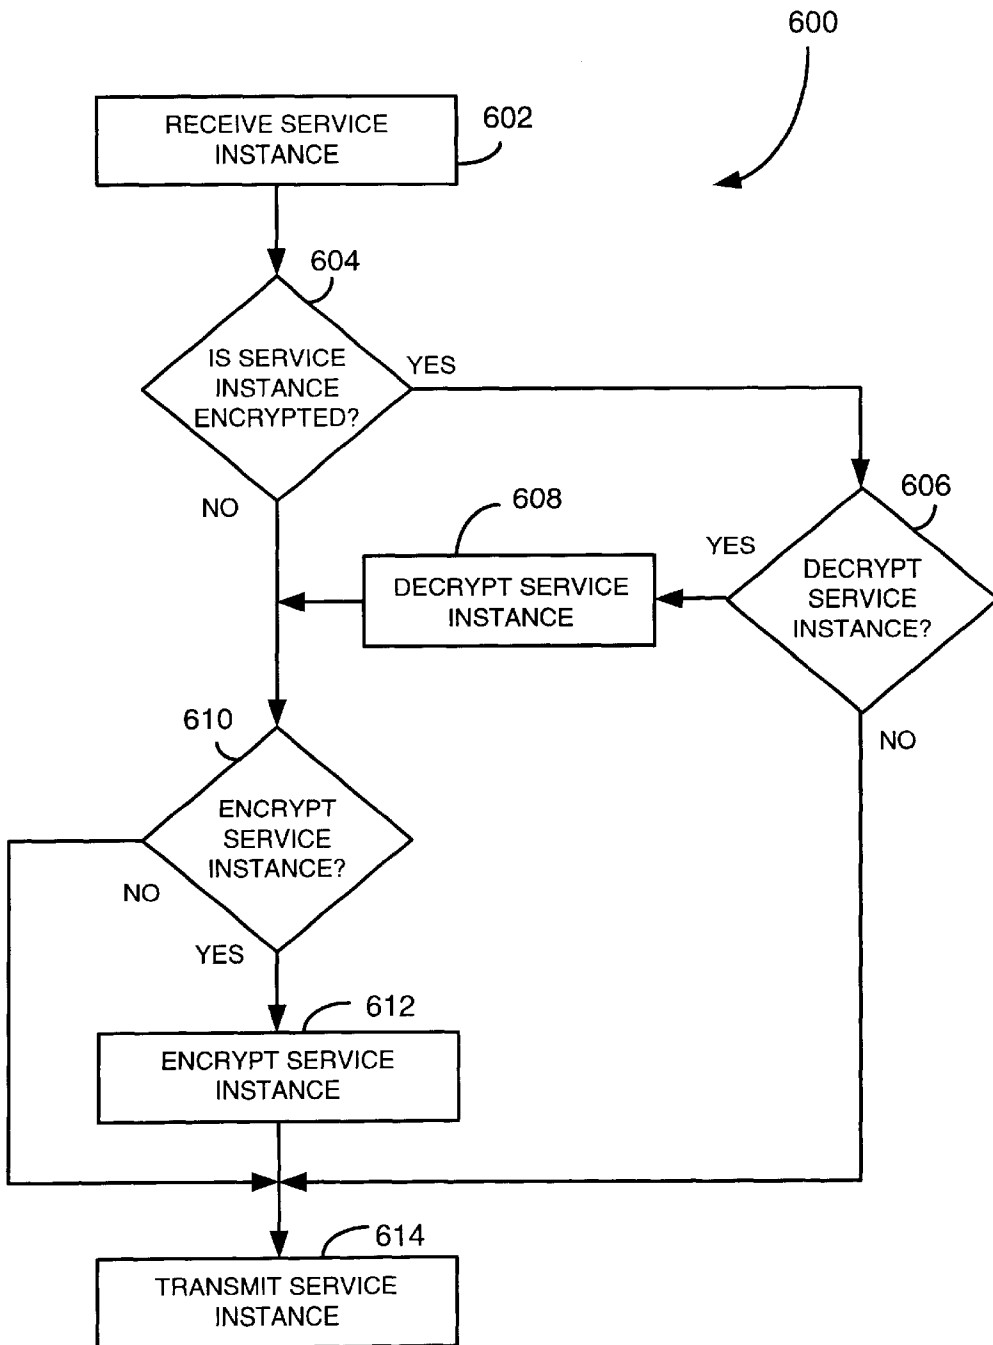 600
RECEIVE SERVICE
INSTANCE
602
604
IS SERVICE
INSTANCE
ENCRYPTED?
YES
NO
606
DECRYPT
SERVICE
INSTANCE?
YES
NO
608
DECRYPT SERVICE
INSTANCE
610
ENCRYPT
SERVICE
INSTANCE?
NO
YES
612
ENCRYPT SERVICE
INSTANCE
614
TRANSMIT SERVICE
INSTANCE